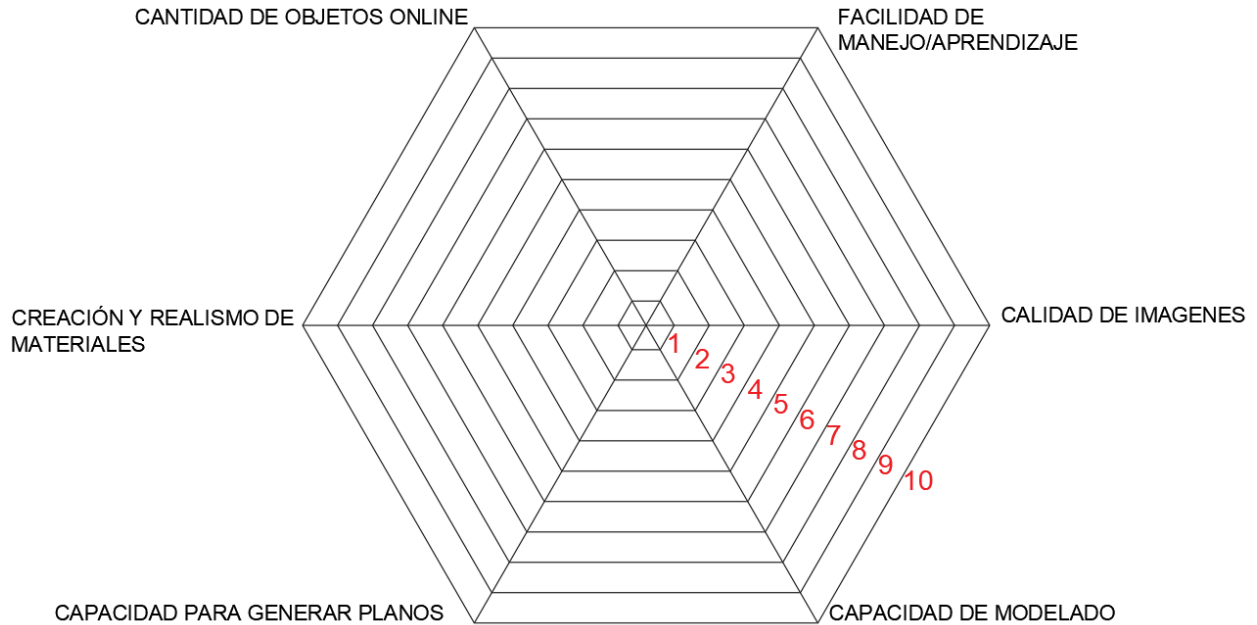 CANTIDAD DE OBJETOS ONLINE
FACILIDAD DE
MANEJO/APRENDIZAJE
CREACIÓN Y REALISMO DE
MATERIALES
CALIDAD DE IMAGENES
1
2
3
4
5
6
7
8
9
10
CAPACIDAD PARA GENERAR PLANOS
CAPACIDAD DE MODELADO